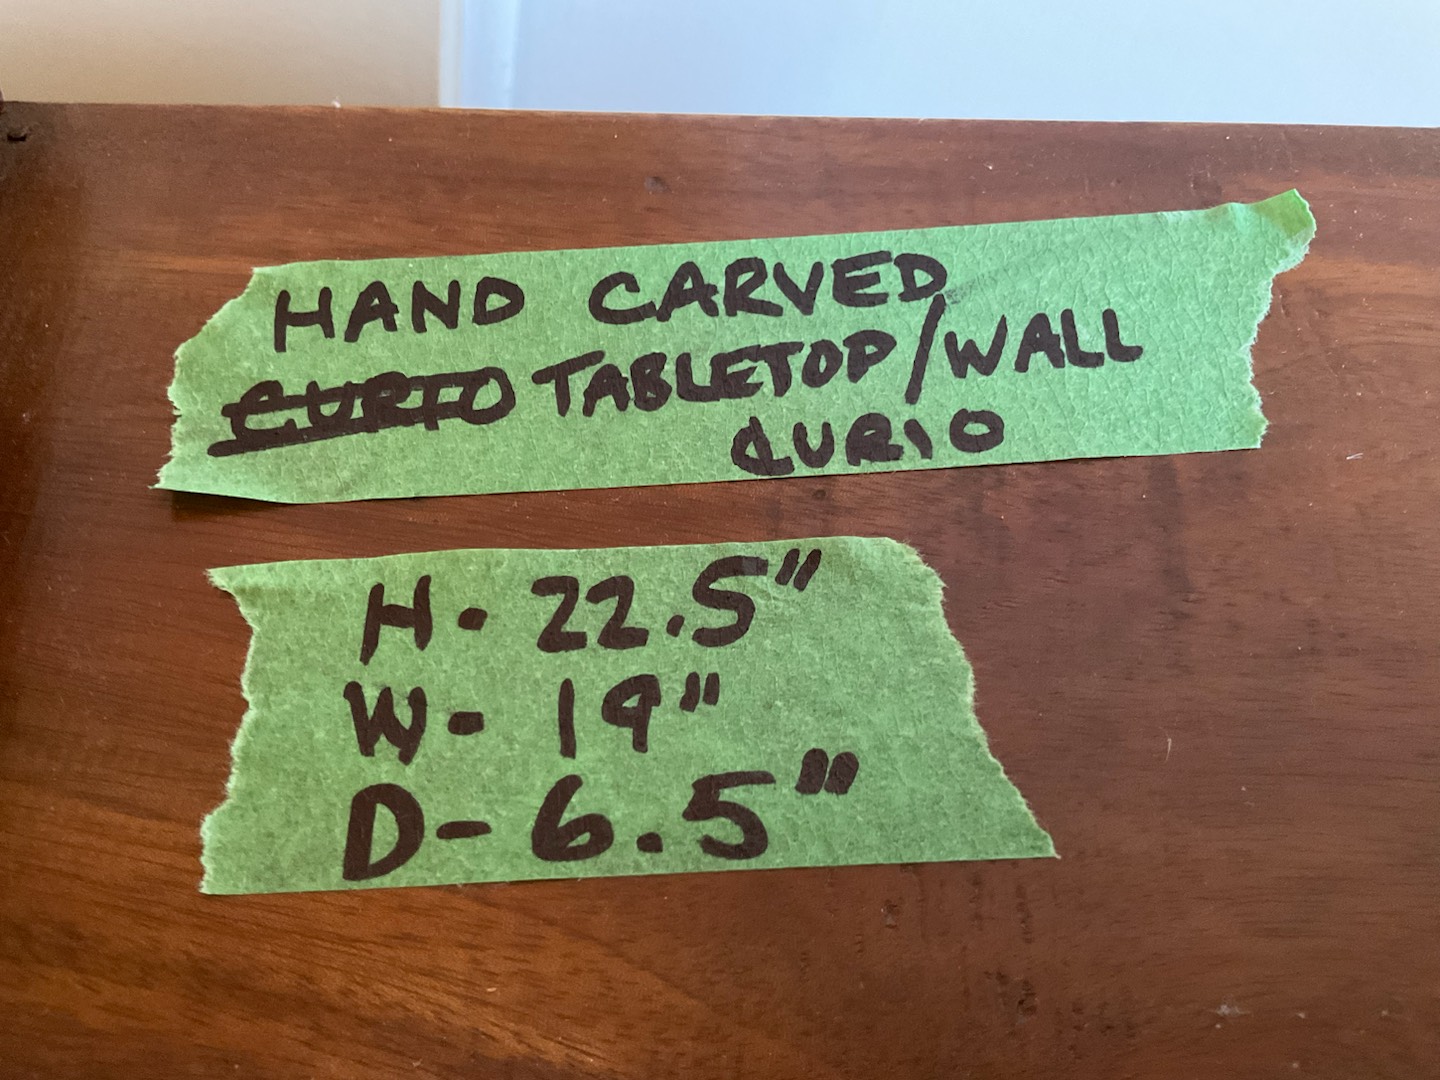 HAND CARVED
CURIO TABLETOP/WALL
CURIO
H- 22.5"
W- 19"
D- 6.5"